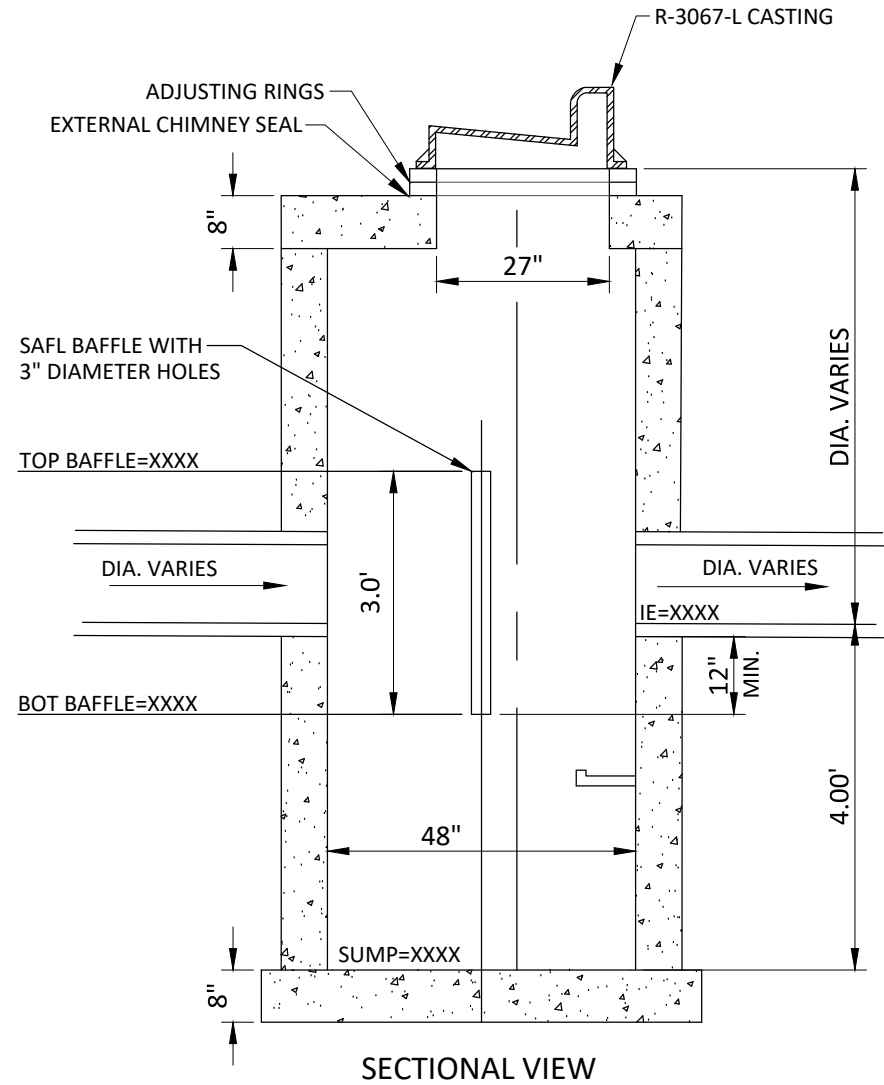 R-3067-L CASTING
ADJUSTING RINGS
EXTERNAL CHIMNEY SEAL
8"
27"
SAFL BAFFLE WITH
3" DIAMETER HOLES
DIA. VARIES
TOP BAFFLE=XXXX
DIA. VARIES
3.0'
DIA. VARIES
IE=XXXX
12"
MIN.
BOT BAFFLE=XXXX
4.00'
48"
SUMP=XXXX
8"
SECTIONAL VIEW